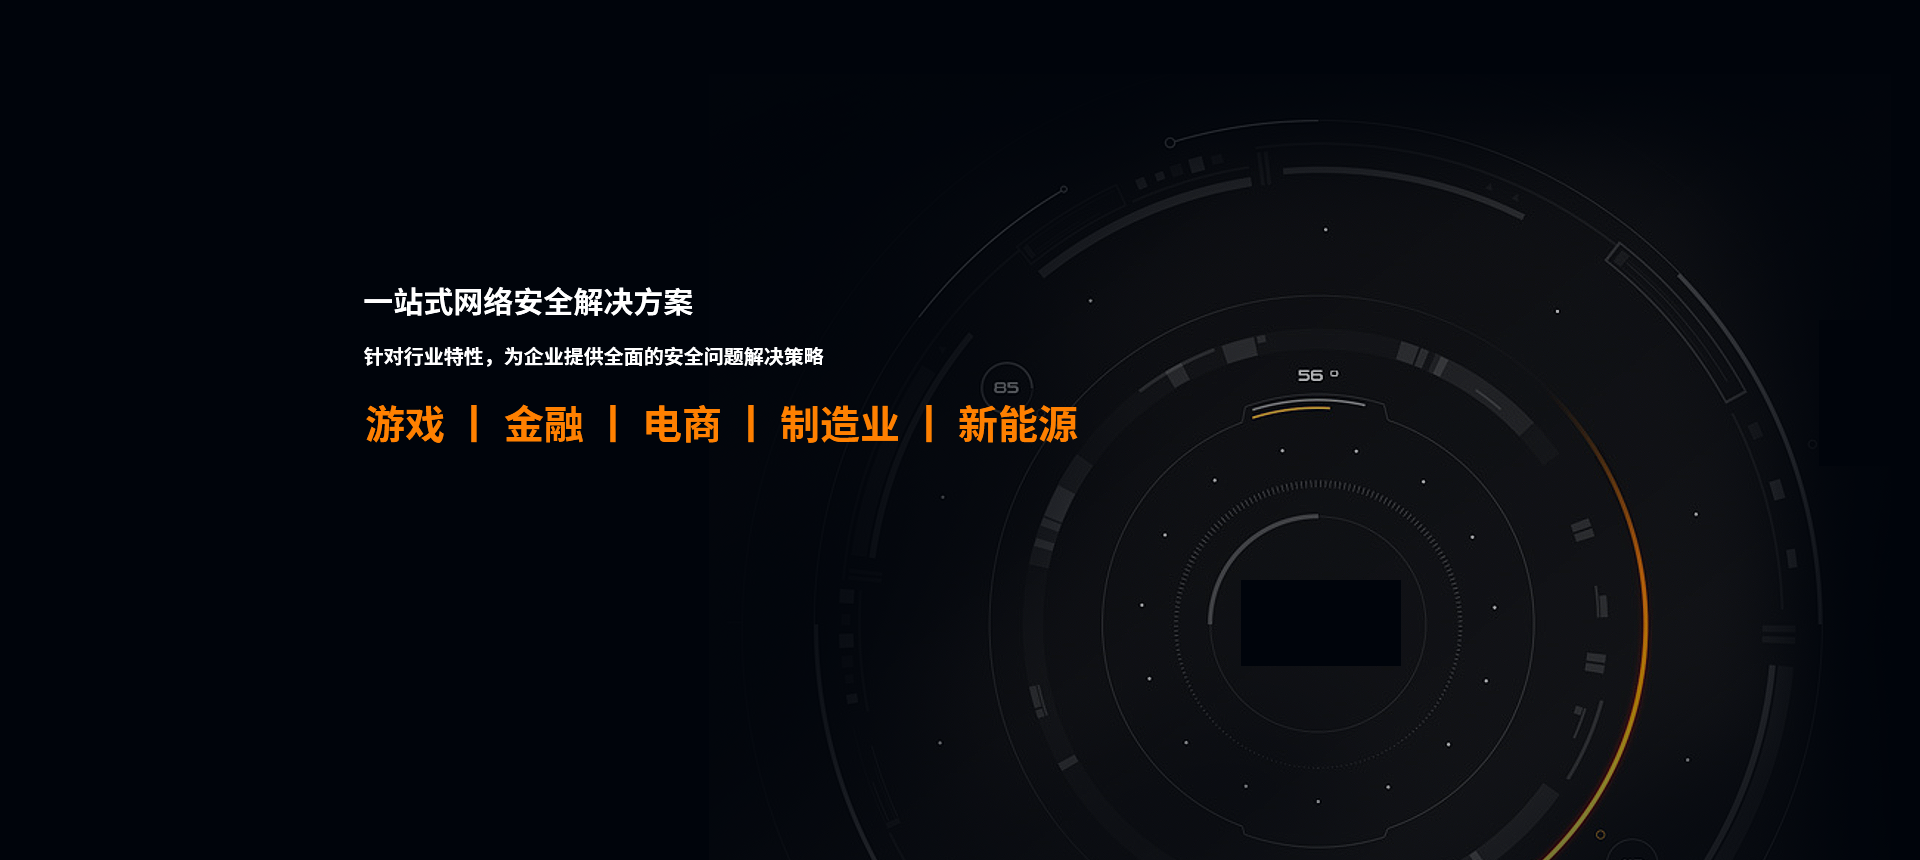 一站式网络安全解决方案
针对行业特性，为企业提供全面的安全问题解决策略
85
56 °
游戏 | 金融 | 电商 | 制造业 | 新能源